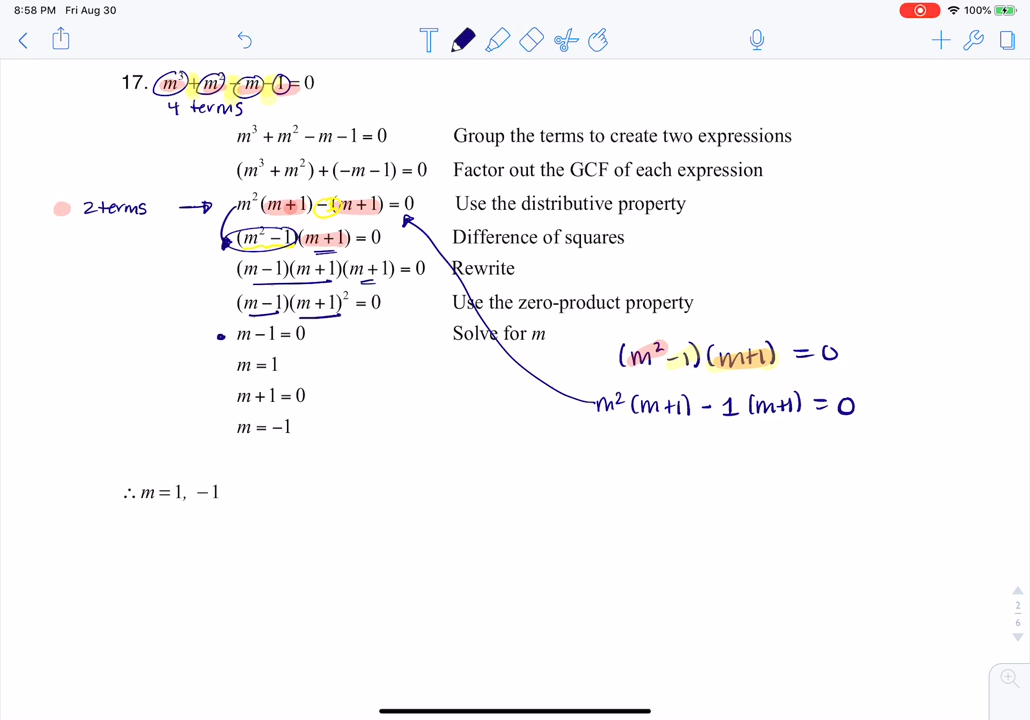 8:58 PM Fri Aug 30 100%
17. m³ + m² − m − 1 = 0
4 terms
m³ + m² − m − 1 = 0 Group the terms to create two expressions
(m³ + m²) + (−m − 1) = 0 Factor out the GCF of each expression
2 terms → m²(m + 1) − 1(m + 1) = 0 Use the distributive property
(m² − 1)(m + 1) = 0 Difference of squares
(m − 1)(m + 1)(m + 1) = 0 Rewrite
(m − 1)(m + 1)² = 0 Use the zero-product property
m − 1 = 0 Solve for m
(m² − 1)(m+1) = 0
m = 1
m + 1 = 0
m² (m+1) − 1 (m+1) = 0
m = −1
∴ m = 1, −1
2
6